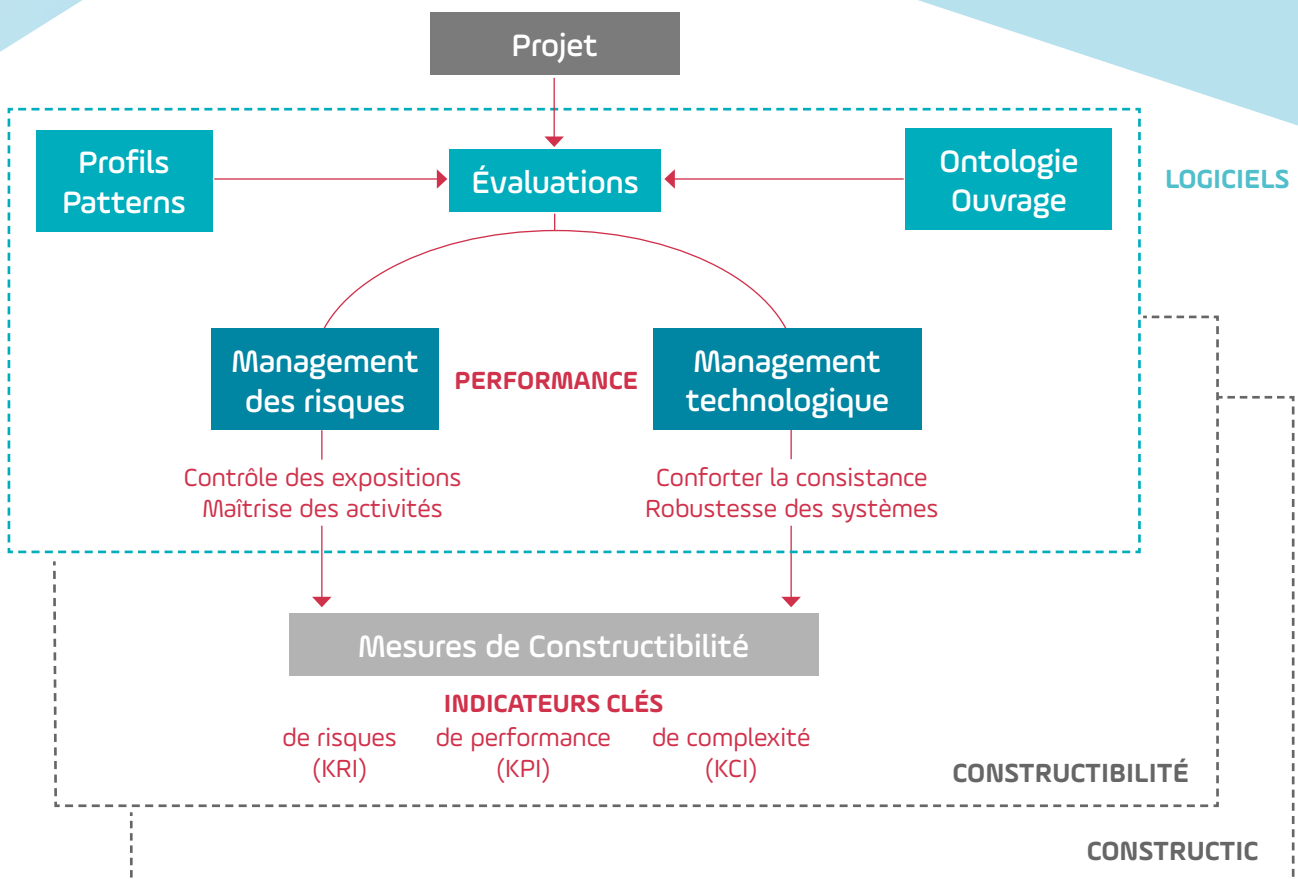 Projet
Profils
Patterns
Évaluations
Ontologie
Ouvrage
LOGICIELS
Management
des risques
PERFORMANCE
Management
technologique
Contrôle des expositions
Maîtrise des activités
Conforter la consistance
Robustesse des systèmes
Mesures de Constructibilité
INDICATEURS CLÉS
de risques
(KRI)
de performance
(KPI)
de complexité
(KCI)
CONSTRUCTIBILITÉ
CONSTRUCTIC